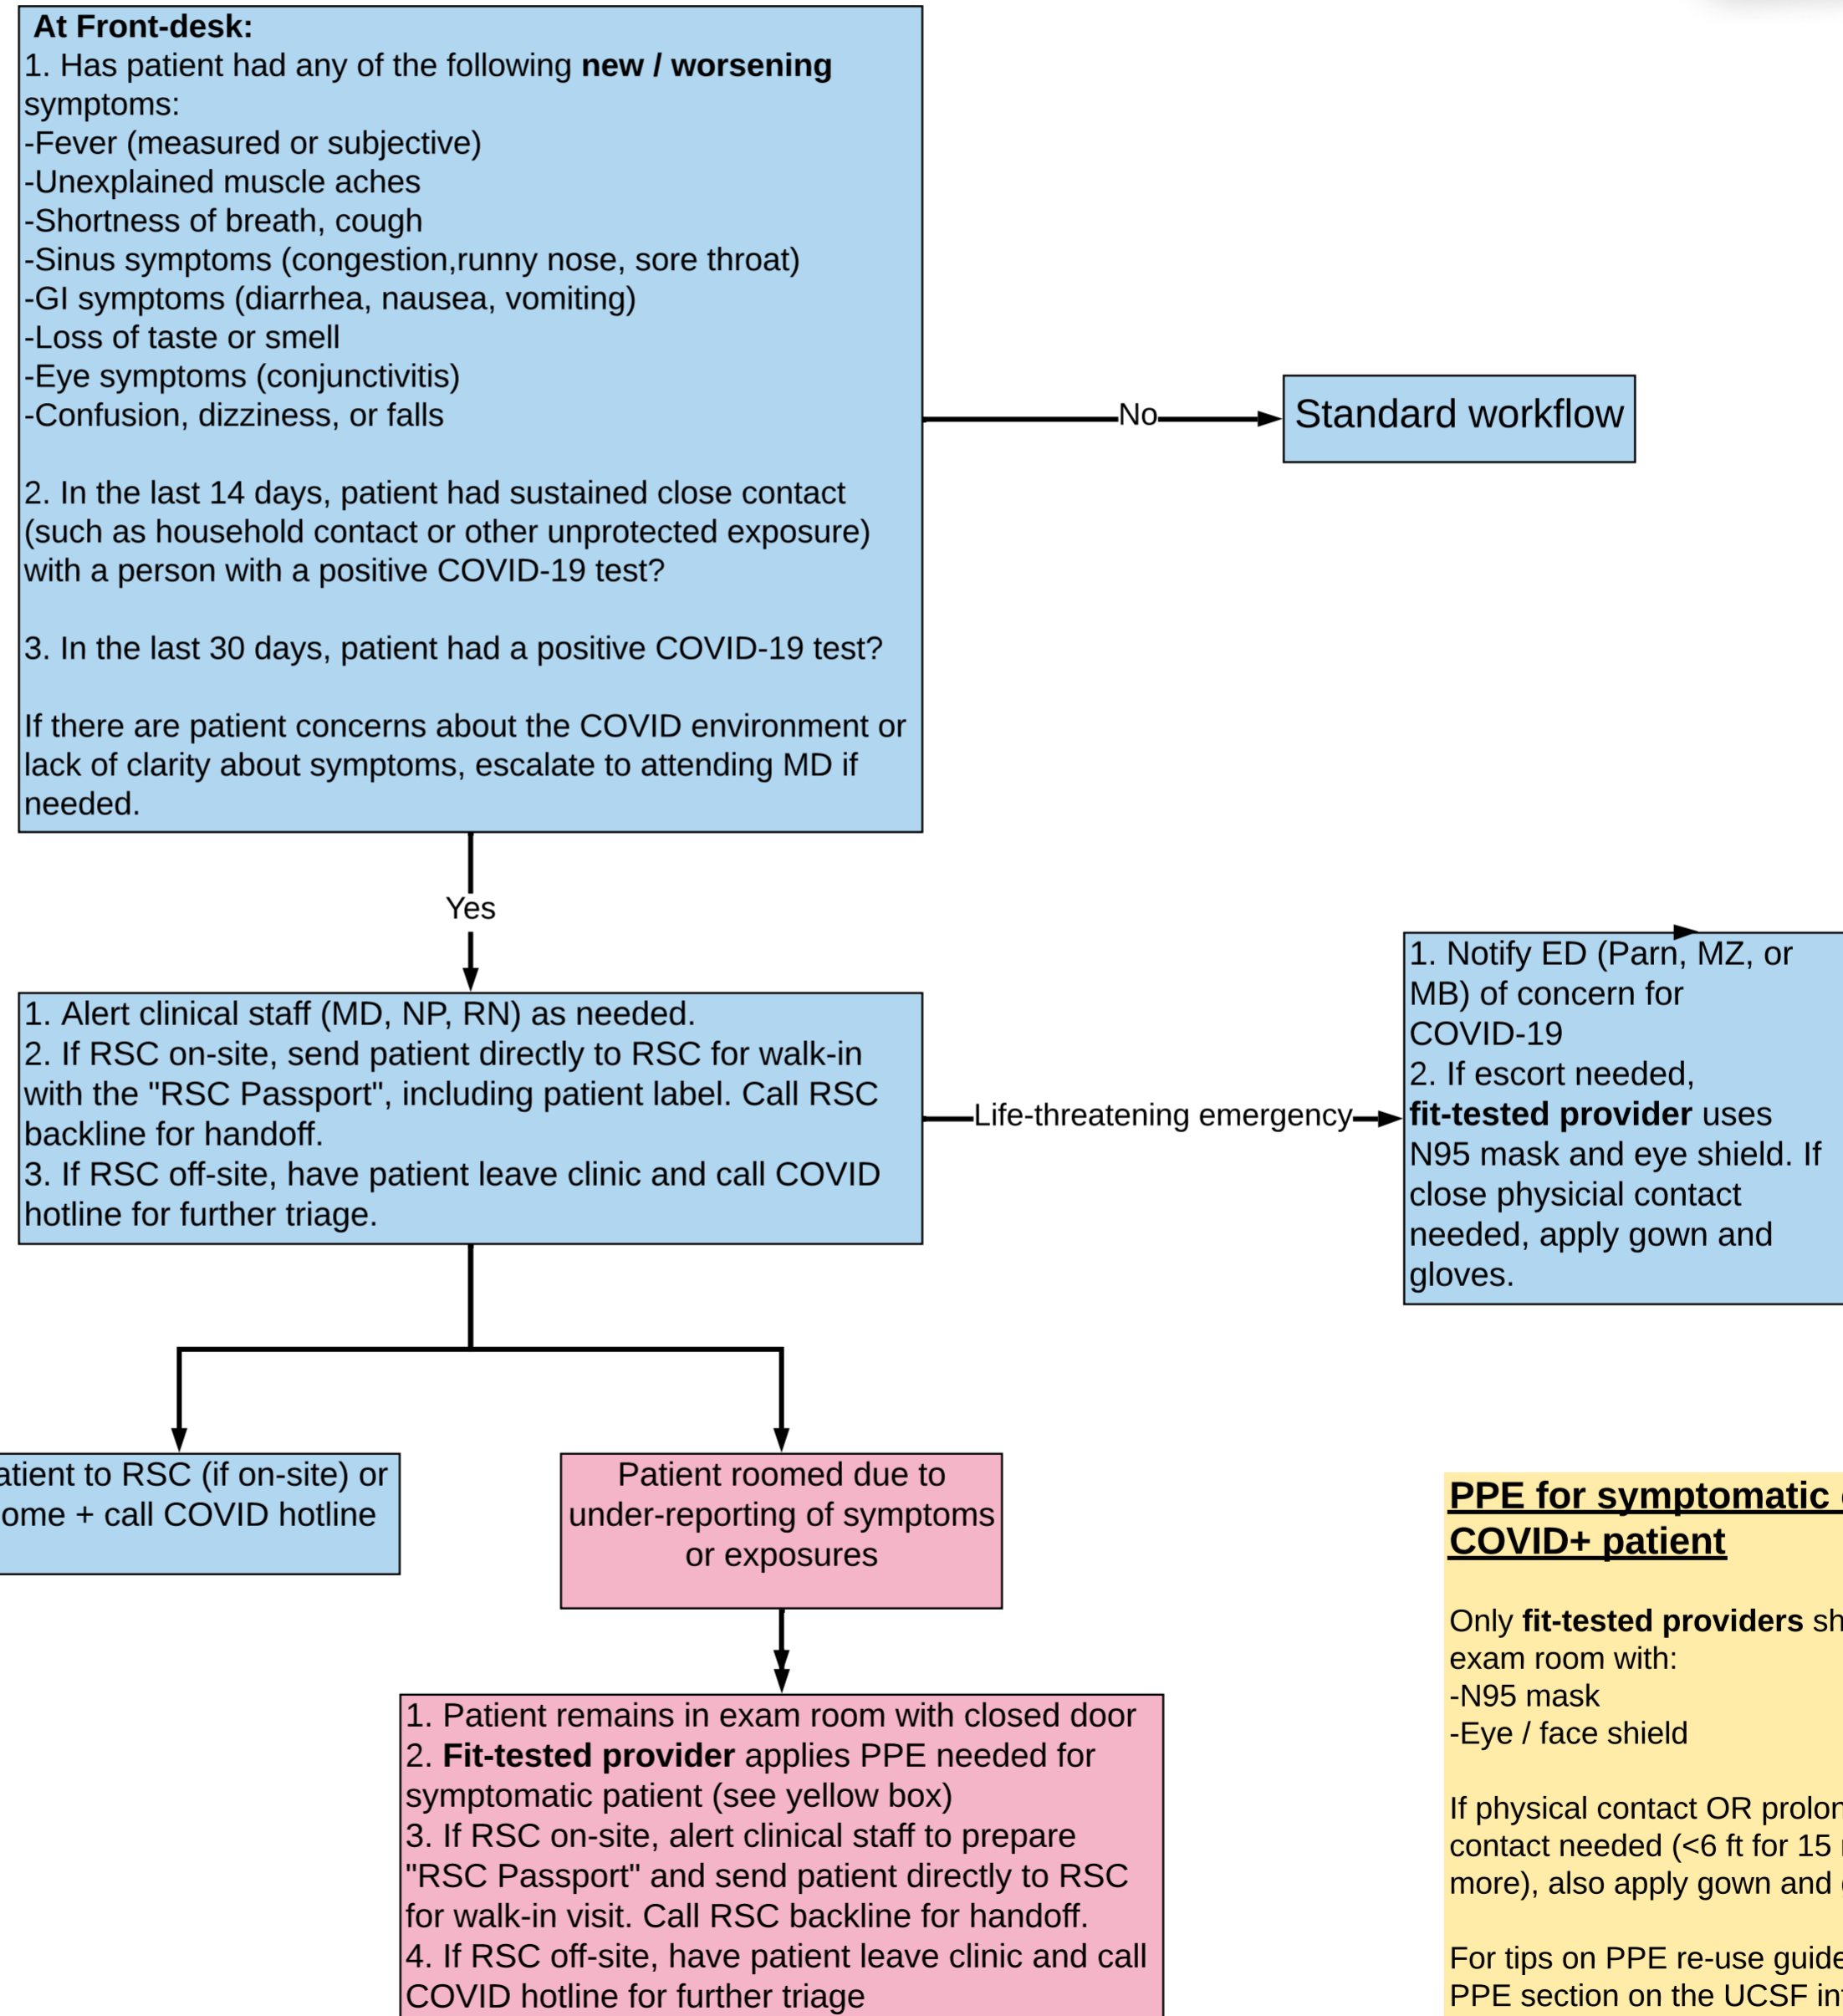 At Front-desk:
1. Has patient had any of the following new / worsening
symptoms:
-Fever (measured or subjective)
-Unexplained muscle aches
-Shortness of breath, cough
-Sinus symptoms (congestion,runny nose, sore throat)
-GI symptoms (diarrhea, nausea, vomiting)
-Loss of taste or smell
-Eye symptoms (conjunctivitis)
-Confusion, dizziness, or falls
2. In the last 14 days, patient had sustained close contact
(such as household contact or other unprotected exposure)
with a person with a positive COVID-19 test?
3. In the last 30 days, patient had a positive COVID-19 test?
If there are patient concerns about the COVID environment or
lack of clarity about symptoms, escalate to attending MD if
needed.
No
Standard workflow
Yes
1. Alert clinical staff (MD, NP, RN) as needed.
2. If RSC on-site, send patient directly to RSC for walk-in
with the "RSC Passport", including patient label. Call RSC
backline for handoff.
3. If RSC off-site, have patient leave clinic and call COVID
hotline for further triage.
Life-threatening emergency
1. Notify ED (Parn, MZ, or
MB) of concern for
COVID-19
2. If escort needed,
fit-tested provider uses
N95 mask and eye shield. If
close physicial contact
needed, apply gown and
gloves.
atient to RSC (if on-site) or
ome + call COVID hotline
Patient roomed due to
under-reporting of symptoms
or exposures
1. Patient remains in exam room with closed door
2. Fit-tested provider applies PPE needed for
symptomatic patient (see yellow box)
3. If RSC on-site, alert clinical staff to prepare
"RSC Passport" and send patient directly to RSC
for walk-in visit. Call RSC backline for handoff.
4. If RSC off-site, have patient leave clinic and call
COVID hotline for further triage
PPE for symptomatic
COVID+ patient
Only fit-tested providers sh
exam room with:
-N95 mask
-Eye / face shield
If physical contact OR prolon
contact needed (<6 ft for 15
more), also apply gown and
For tips on PPE re-use guide
PPE section on the UCSF in